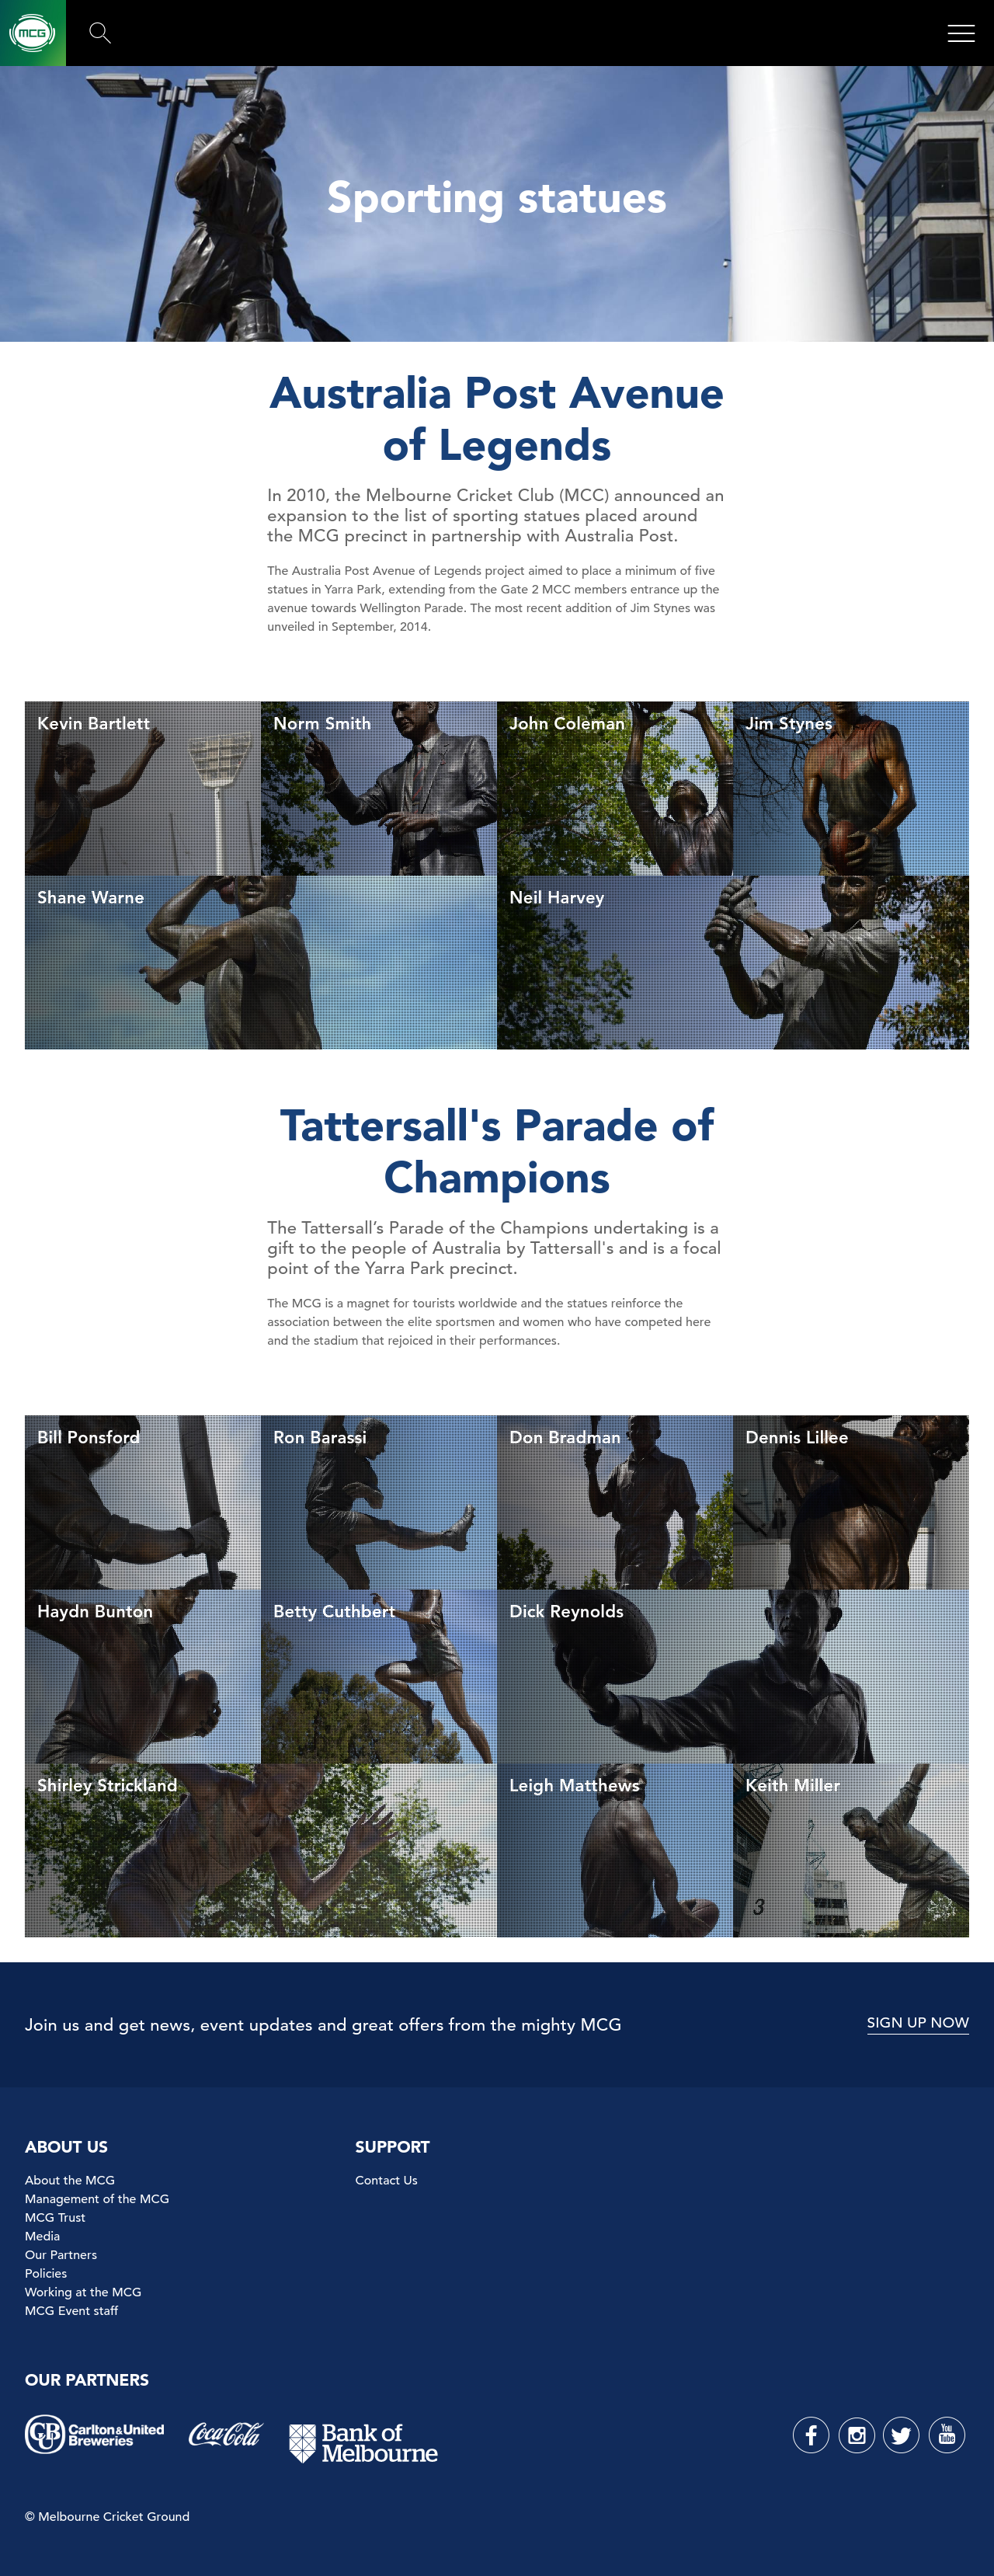 MCG
Sporting statues
Australia Post Avenue
of Legends
In 2010, the Melbourne Cricket Club (MCC) announced an
expansion to the list of sporting statues placed around
the MCG precinct in partnership with Australia Post.
The Australia Post Avenue of Legends project aimed to place a minimum of five
statues in Yarra Park, extending from the Gate 2 MCC members entrance up the
avenue towards Wellington Parade. The most recent addition of Jim Stynes was
unveiled in September, 2014.
Kevin Bartlett
Norm Smith
John Coleman
Jim Stynes
Shane Warne
Neil Harvey
Tattersall's Parade of
Champions
The Tattersall’s Parade of the Champions undertaking is a
gift to the people of Australia by Tattersall's and is a focal
point of the Yarra Park precinct.
The MCG is a magnet for tourists worldwide and the statues reinforce the
association between the elite sportsmen and women who have competed here
and the stadium that rejoiced in their performances.
Bill Ponsford
Ron Barassi
Don Bradman
Dennis Lillee
Haydn Bunton
Betty Cuthbert
Dick Reynolds
Shirley Strickland
Leigh Matthews
Keith Miller
3
Join us and get news, event updates and great offers from the mighty MCG
SIGN UP NOW
ABOUT US
About the MCG
Management of the MCG
MCG Trust
Media
Our Partners
Policies
Working at the MCG
MCG Event staff
SUPPORT
Contact Us
OUR PARTNERS
CUB
Carlton & United
Breweries
Coca-Cola
Bank of
Melbourne
You
Tube
© Melbourne Cricket Ground